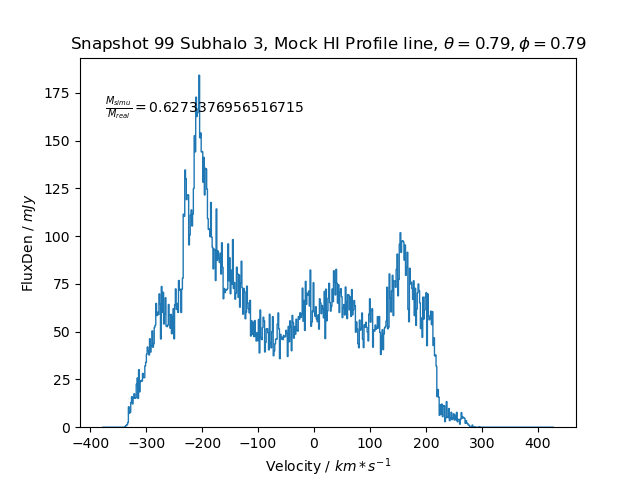 Snapshot 99 Subhalo 3, Mock HI Profile line, θ = 0.79, ϕ = 0.79
M_simu / M_real = 0.6273376956516715
FluxDen / mJy
175
150
125
100
75
50
25
0
−400 −300 −200 −100 0 100 200 300 400
Velocity / km * s⁻¹